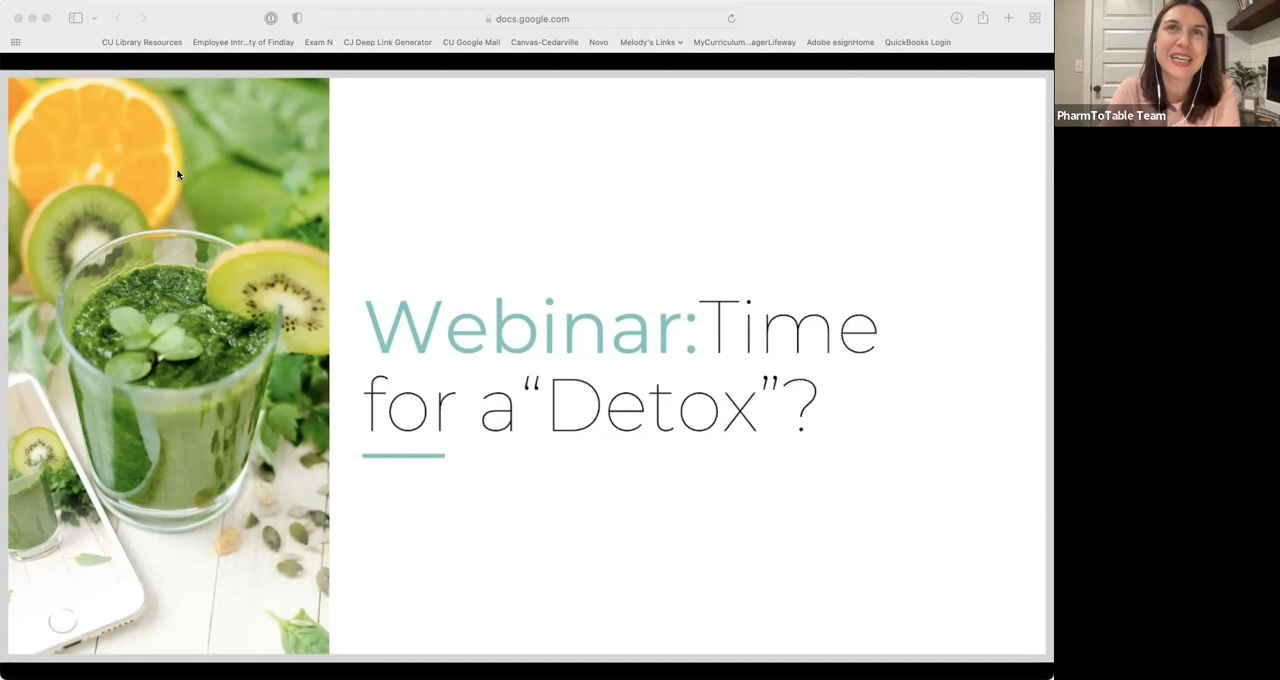 docs.google.com
CU Library Resources Employee Intr...ty of Findlay Exam N CJ Deep Link Generator CU Google Mail Canvas-Cedarville Novo Melody's Links MyCurriculum...agerLifeway Adobe esignHome QuickBooks Login
PharmToTable Team
Webinar:Time
for a“Detox”?